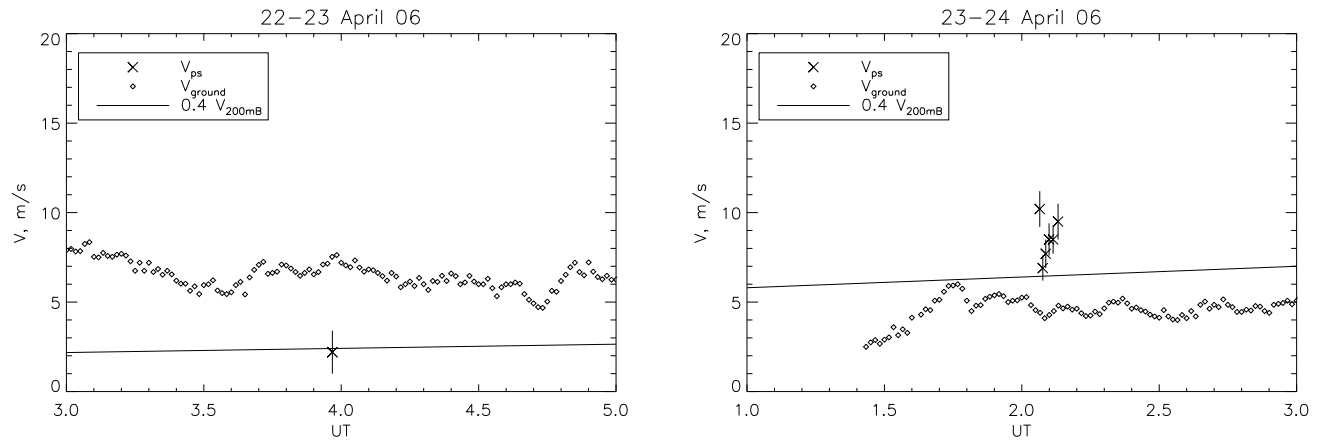 22-23 April 06
20
15
10
5
0
V, m/s
V_ps
V_ground
0.4 V_200mB
3.0 3.5 4.0 4.5 5.0
UT
23-24 April 06
20
15
10
5
0
V, m/s
V_ps
V_ground
0.4 V_200mB
1.0 1.5 2.0 2.5 3.0
UT